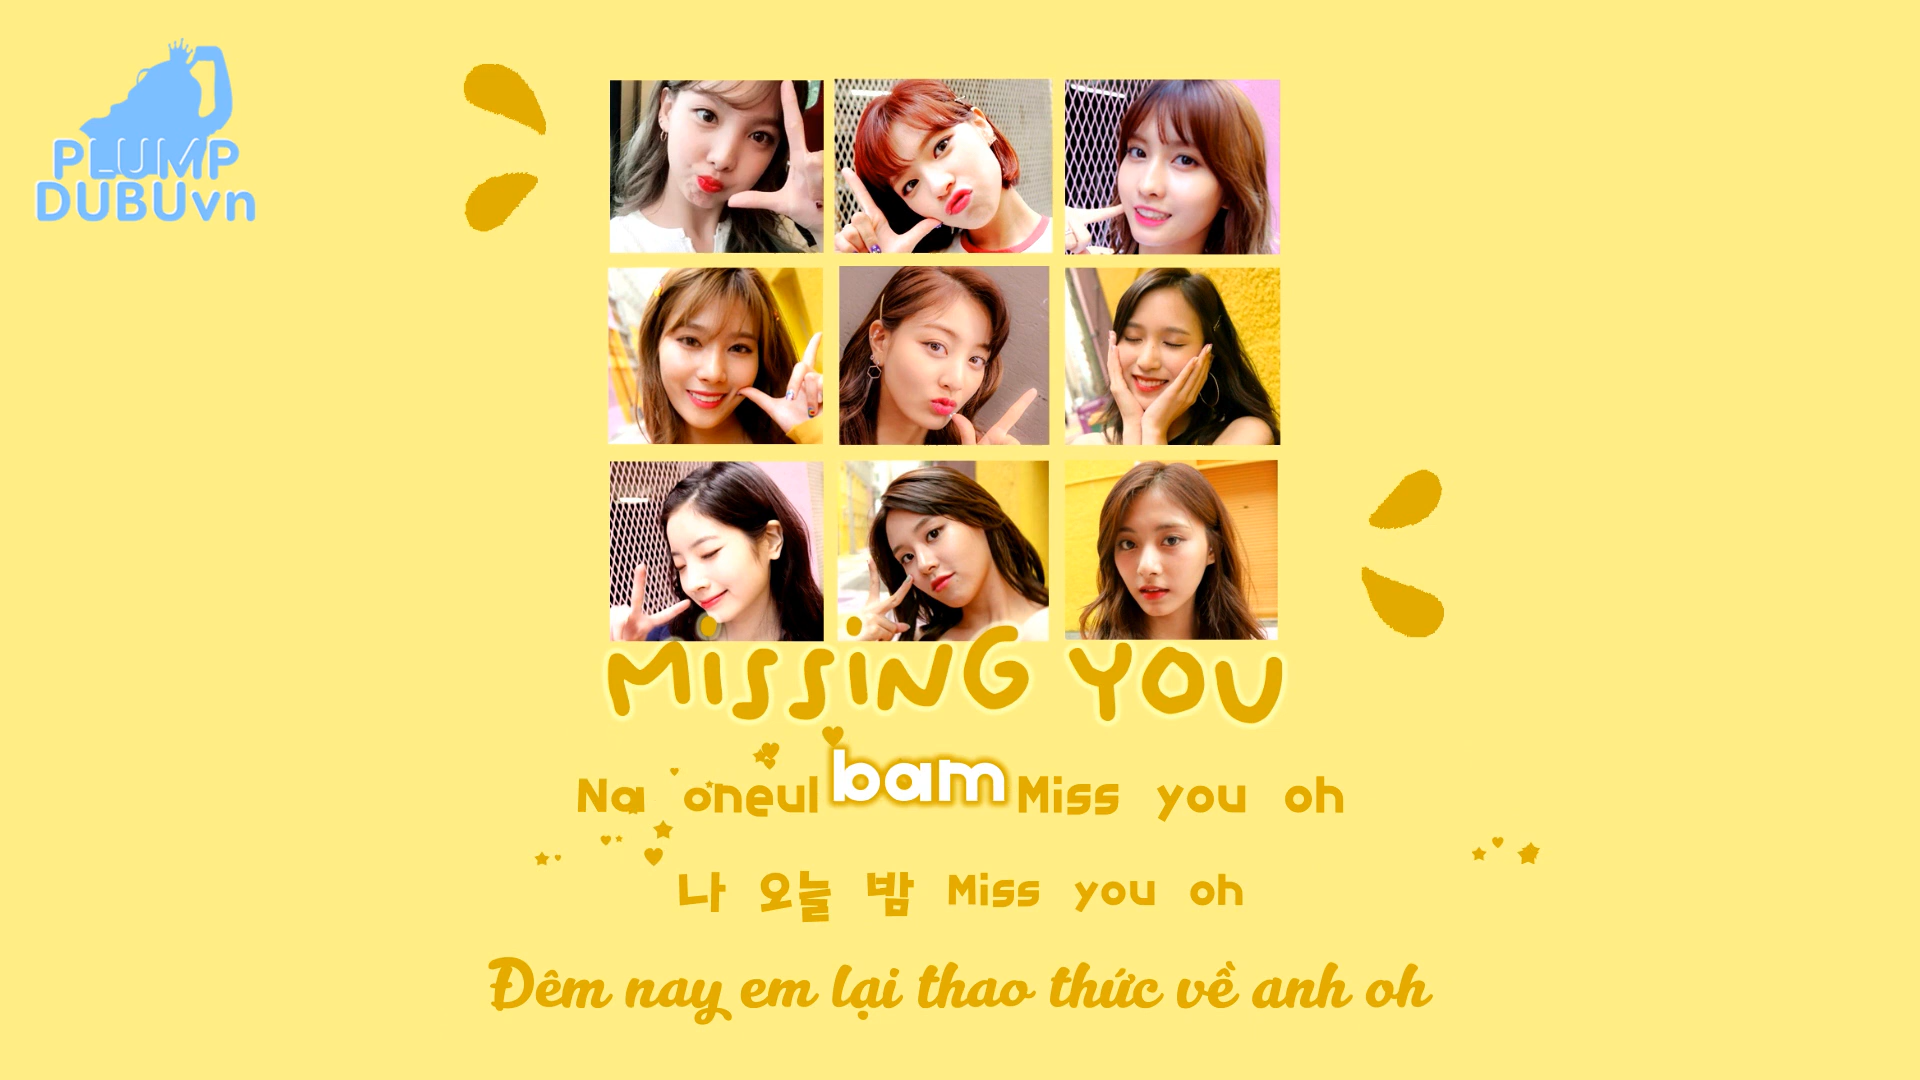 PLUMP
DUBUvn
MISSiNG YOU
Na oneul bam Miss you oh
나 오늘 밤 Miss you oh
Đêm nay em lại thao thức về anh oh